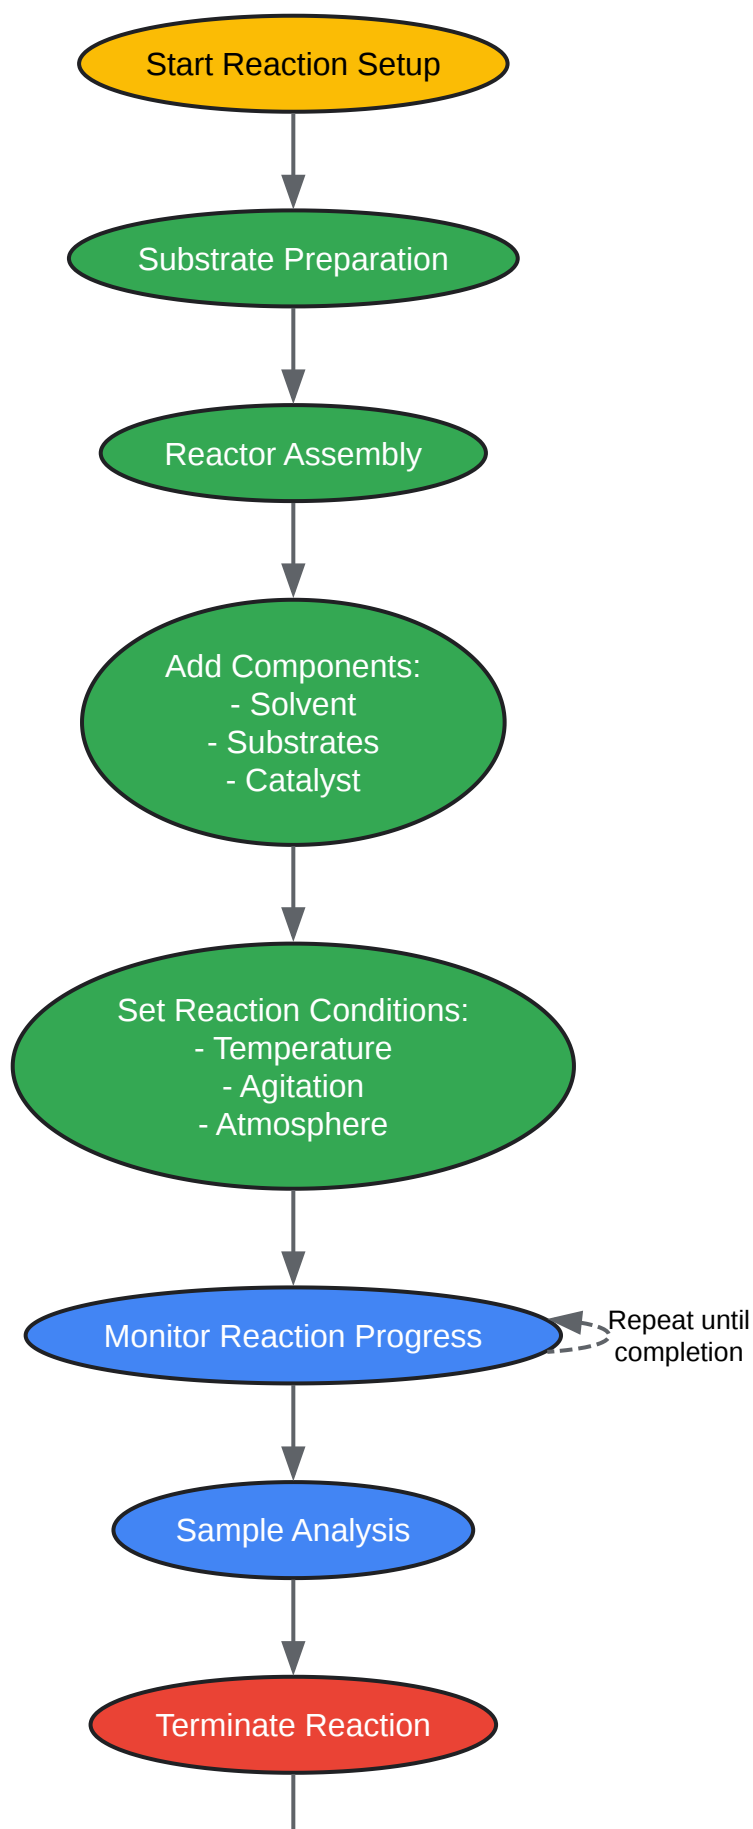 Start Reaction Setup
Substrate Preparation
Reactor Assembly
Add Components:
- Solvent
- Substrates
- Catalyst
Set Reaction Conditions:
- Temperature
- Agitation
- Atmosphere
Monitor Reaction Progress
Repeat until
completion
Sample Analysis
Terminate Reaction